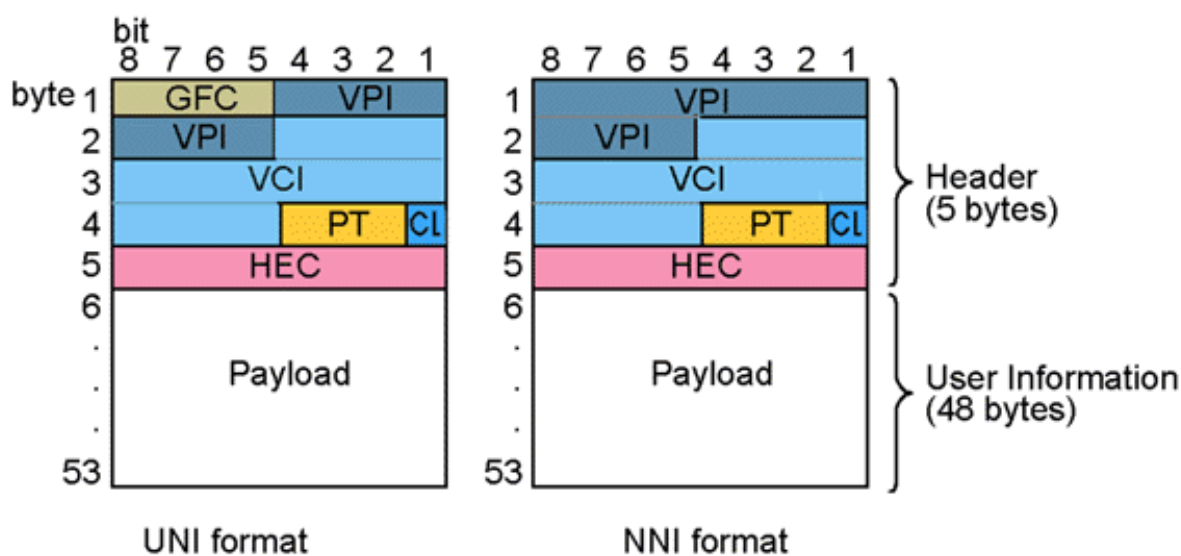 bit
8 7 6 5 4 3 2 1
8 7 6 5 4 3 2 1
byte 1 GFC VPI
1 VPI
2 VPI
2 VPI
3 VCI
3 VCI
Header
(5 bytes)
4 PT CL
4 PT CL
5 HEC
5 HEC
6
6
.
.
Payload
Payload
.
.
User Information
(48 bytes)
.
.
53
53
UNI format
NNI format